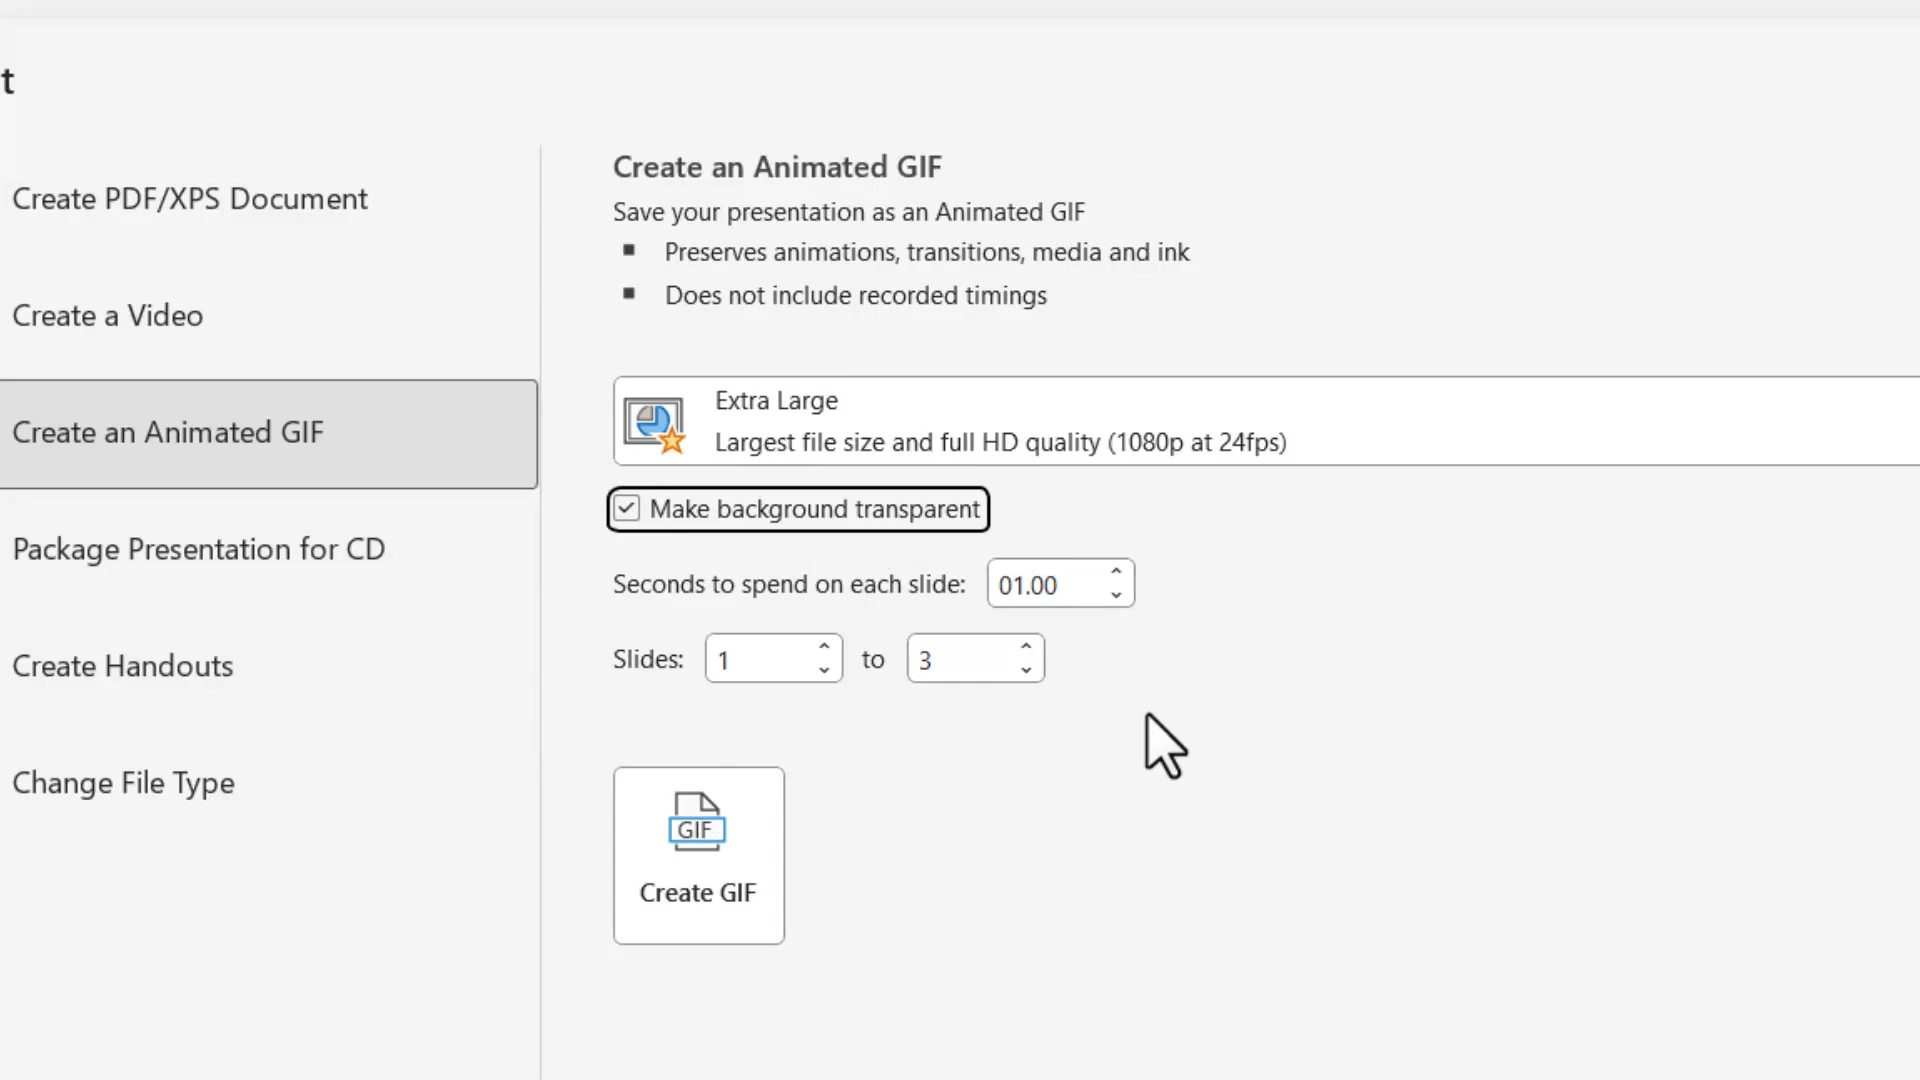 t
Create PDF/XPS Document
Create a Video
Create an Animated GIF
Package Presentation for CD
Create Handouts
Change File Type
Create an Animated GIF
Save your presentation as an Animated GIF
Preserves animations, transitions, media and ink
Does not include recorded timings
Extra Large
Largest file size and full HD quality (1080p at 24fps)
Make background transparent
Seconds to spend on each slide: 01.00
Slides: 1 to 3
GIF
Create GIF